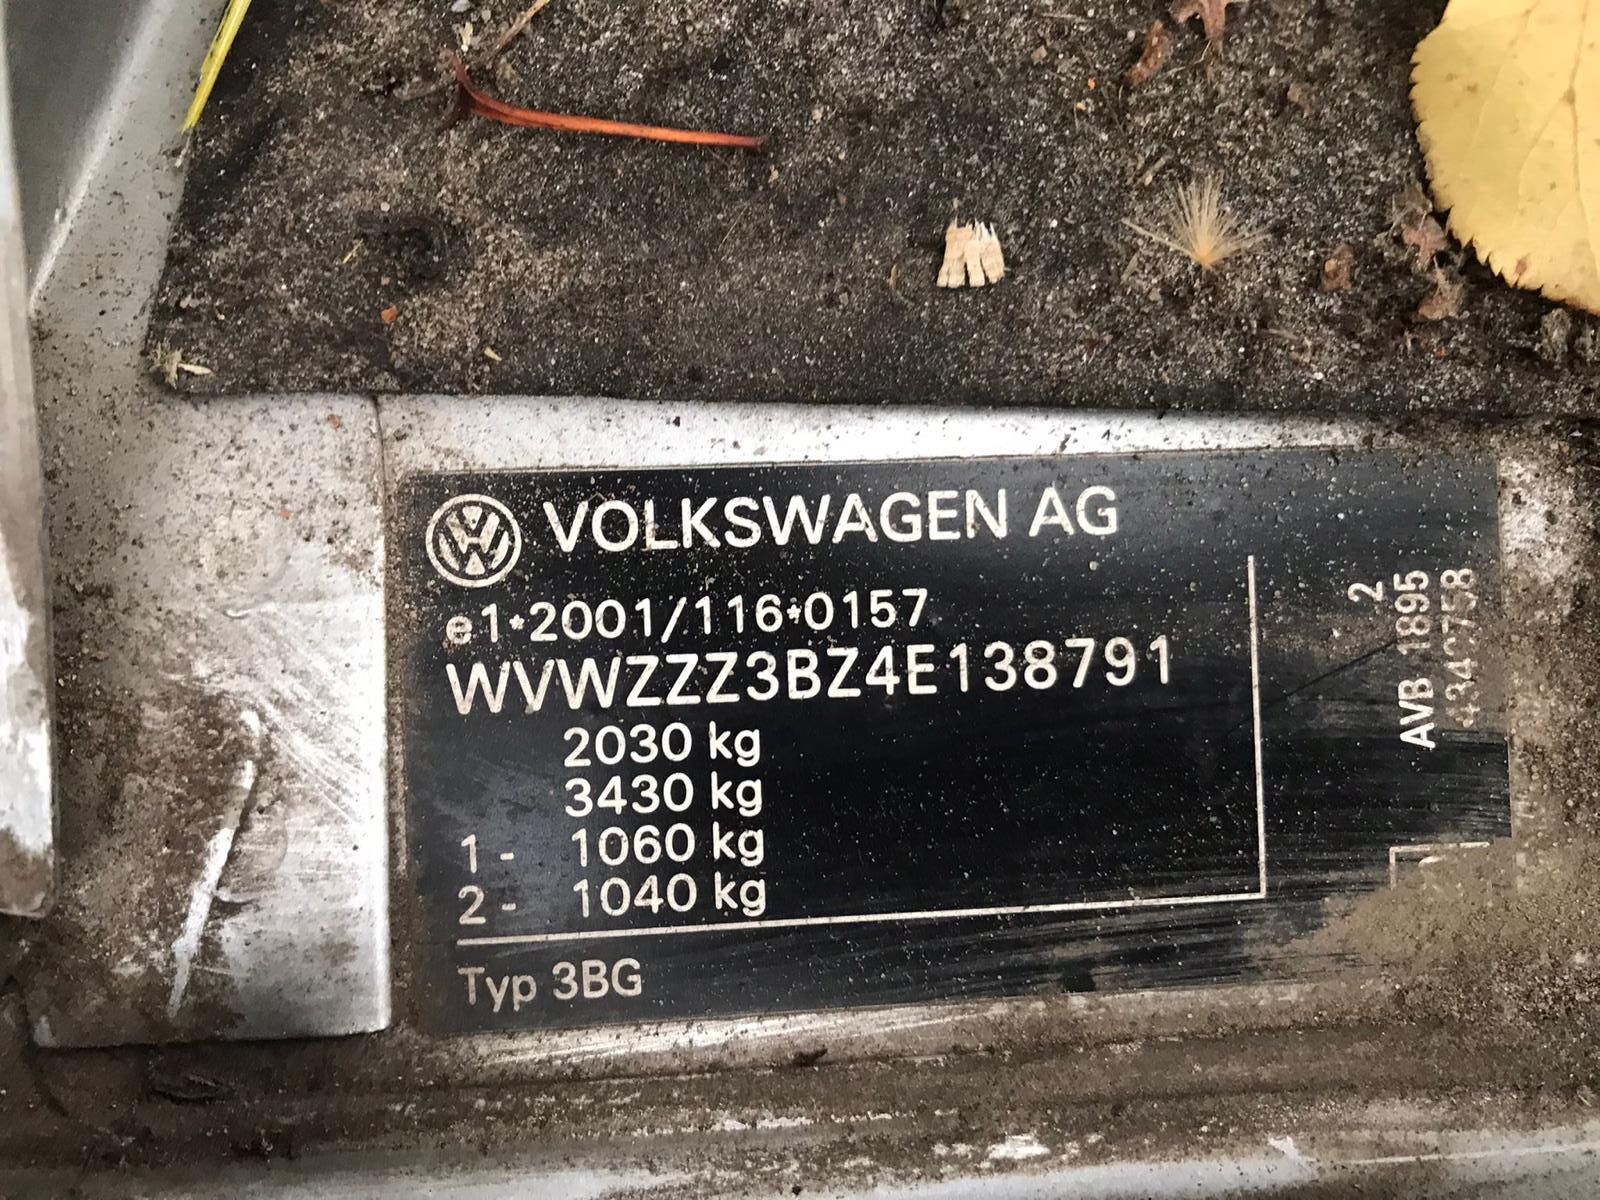 VOLKSWAGEN AG
e1*2001/116*0157
WVWZZZ3BZ4E138791
2030 kg
3430 kg
1- 1060 kg
2- 1040 kg
Typ 3BG
2
AVB 1895